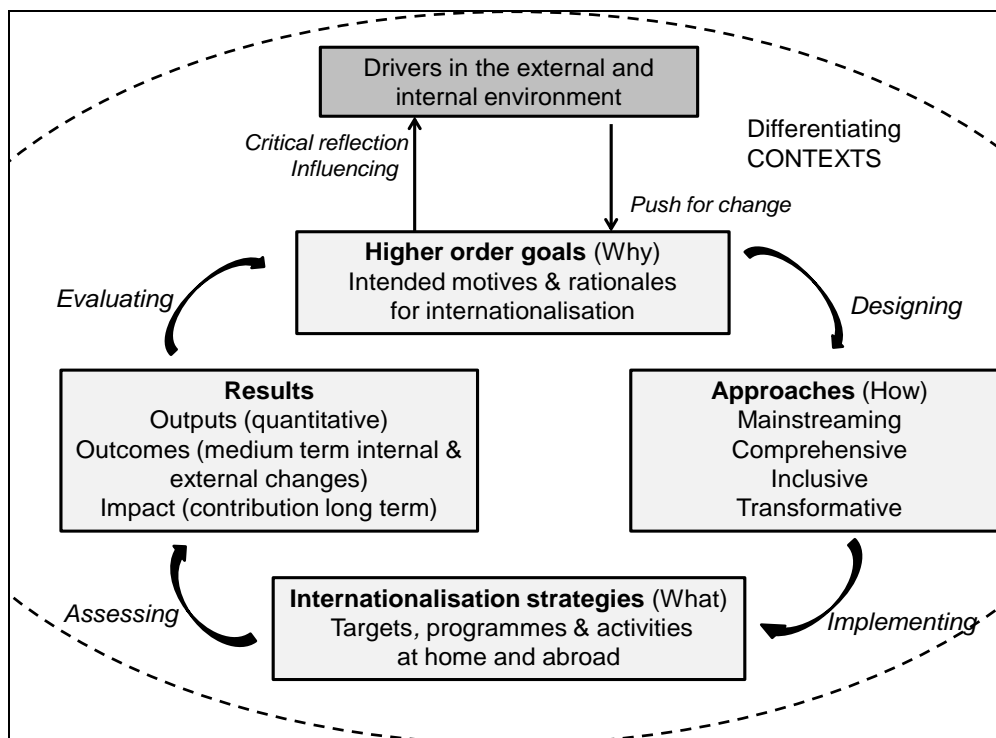 Drivers in the external and
internal environment
Differentiating
CONTEXTS
Critical reflection
Influencing
Push for change
Higher order goals (Why)
Intended motives & rationales
for internationalisation
Evaluating
Designing
Results
Outputs (quantitative)
Outcomes (medium term internal &
external changes)
Impact (contribution long term)
Approaches (How)
Mainstreaming
Comprehensive
Inclusive
Transformative
Assessing
Internationalisation strategies (What)
Targets, programmes & activities
at home and abroad
Implementing